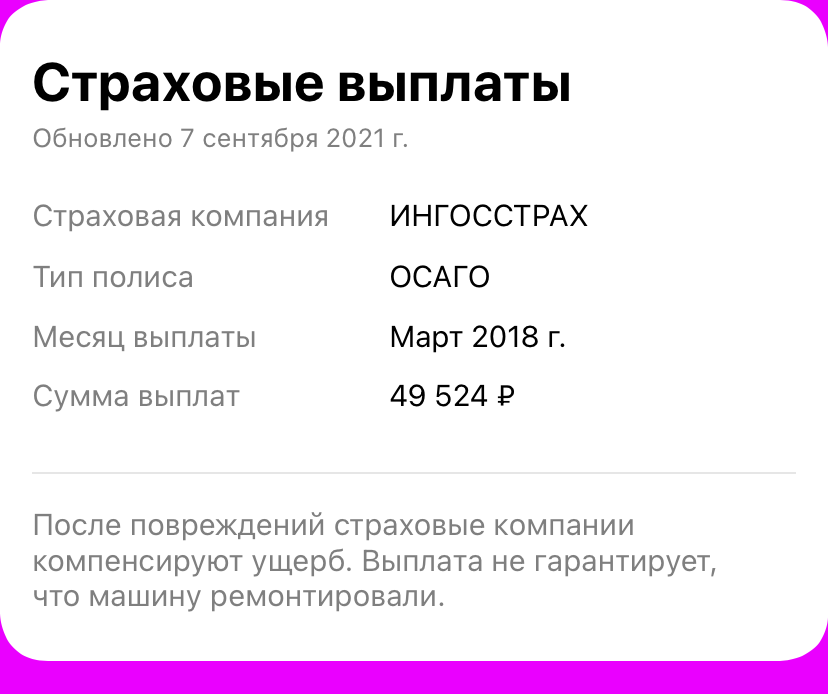 Страховые выплаты
Обновлено 7 сентября 2021 г.
Страховая компания ИНГОССТРАХ
Тип полиса ОСАГО
Месяц выплаты Март 2018 г.
Сумма выплат 49 524 ₽
После повреждений страховые компании
компенсируют ущерб. Выплата не гарантирует,
что машину ремонтировали.